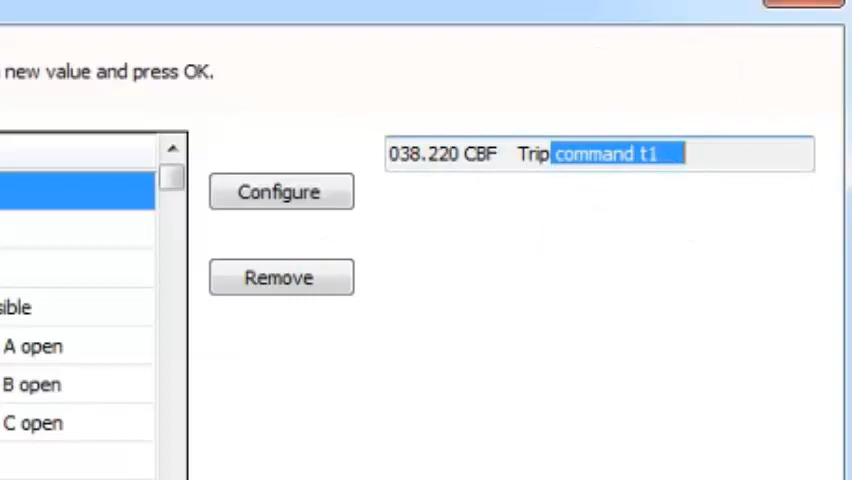 new value and press OK.
038.220 CBF Trip command t1
Configure
Remove
sible
A open
B open
C open